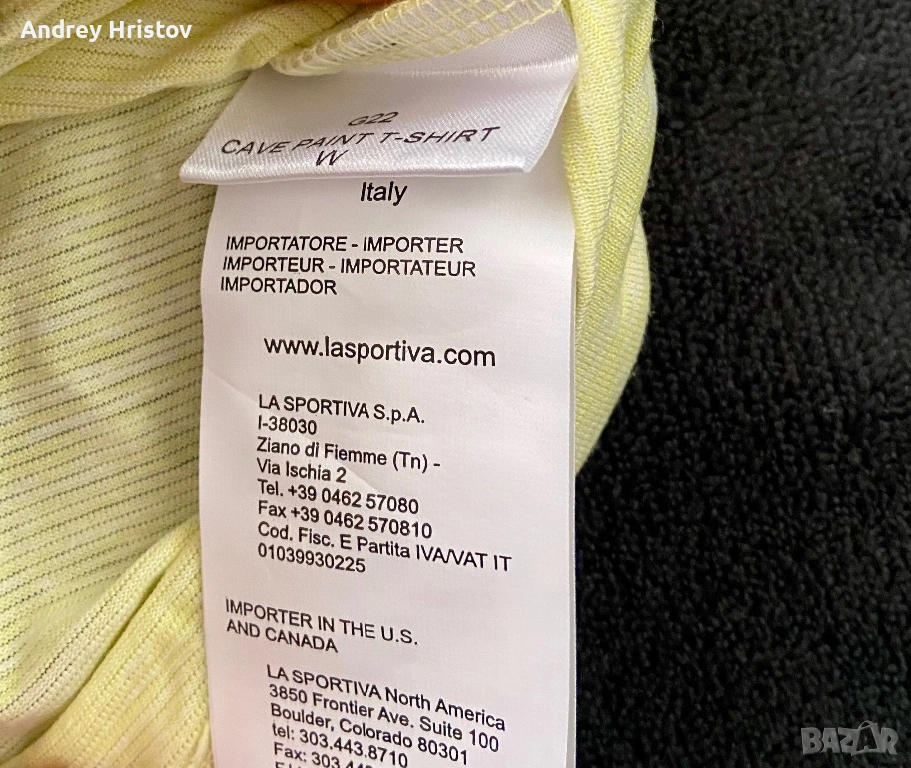 Andrey Hristov
G22
CAVE PAINT T-SHIRT
W
Italy
IMPORTATORE - IMPORTER
IMPORTEUR - IMPORTATEUR
IMPORTADOR
www.lasportiva.com
LA SPORTIVA S.p.A.
I-38030
Ziano di Fiemme (Tn) -
Via Ischia 2
Tel. +39 0462 57080
Fax +39 0462 570810
Cod. Fisc. E Partita IVA/VAT IT
01039930225
IMPORTER IN THE U.S.
AND CANADA
LA SPORTIVA North America
3850 Frontier Ave. Suite 100
Boulder, Colorado 80301
tel: 303.443.8710
Fax: 303
BAZAR